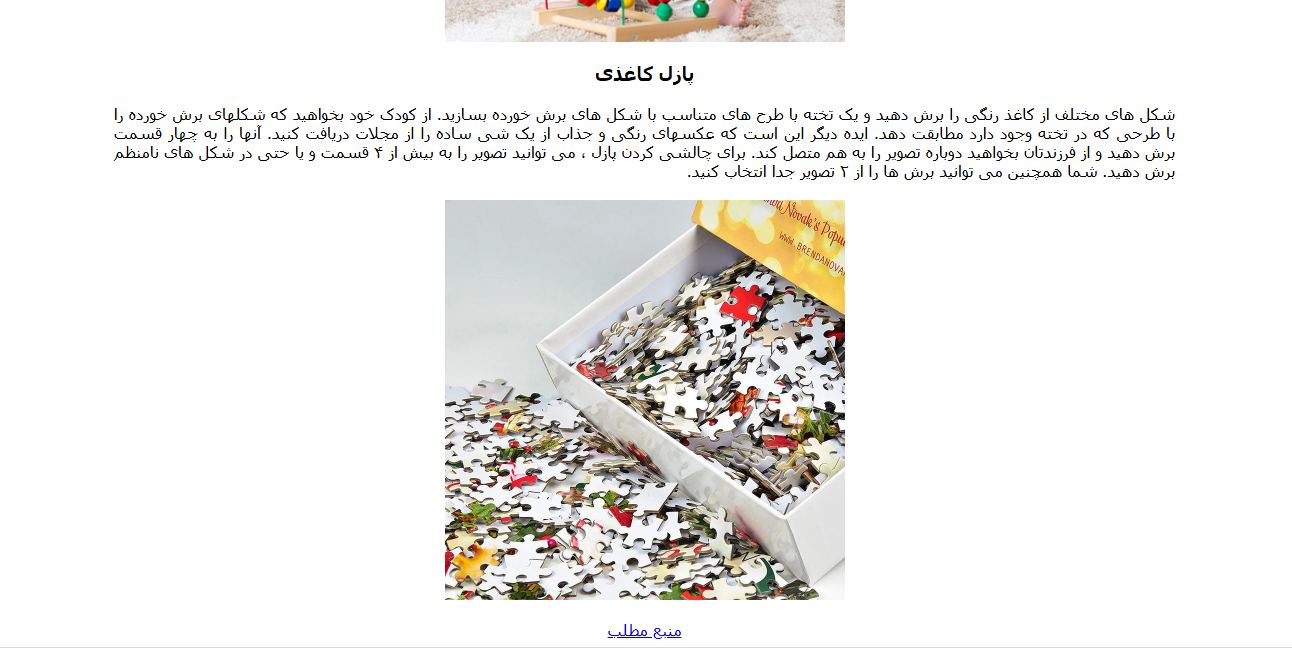 پازل کاغذی
شکل های مختلف از کاغذ رنگی را برش دهید و یک تخته با طرح های متناسب با شکل های برش خورده بسازید. از کودک خود بخواهید که شکلهای برش خورده را
با طرحی که در تخته وجود دارد مطابقت دهد. ایده دیگر این است که عکسهای رنگی و جذاب از یک شی ساده را از مجلات دریافت کنید. آنها را به چهار قسمت
برش دهید و از فرزندتان بخواهید دوباره تصویر را به هم متصل کند. برای چالشی کردن پازل ، می توانید تصویر را به بیش از ۴ قسمت و یا حتی در شکل های نامنظم
برش دهید. شما همچنین می توانید برش ها را از ۲ تصویر جدا انتخاب کنید.
Novak's
منبع مطلب